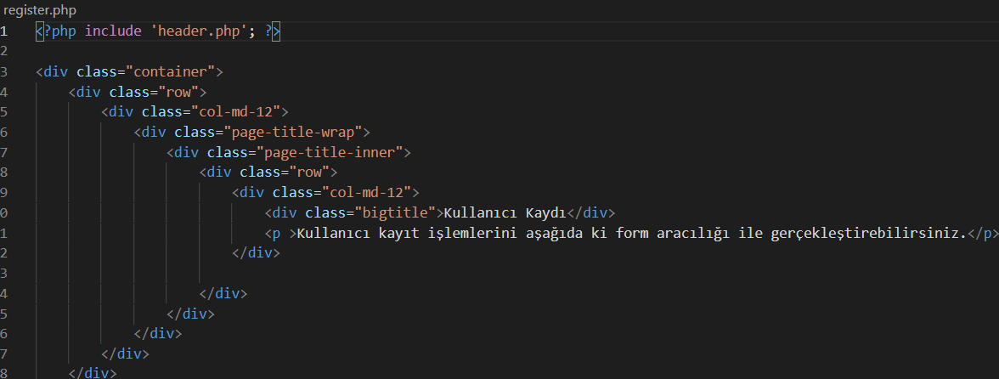 register.php
1 <?php include 'header.php'; ?>
2
3 <div class="container">
4 <div class="row">
5 <div class="col-md-12">
6 <div class="page-title-wrap">
7 <div class="page-title-inner">
8 <div class="row">
9 <div class="col-md-12">
0 <div class="bigtitle">Kullanıcı Kaydı</div>
1 <p >Kullanıcı kayıt işlemlerini aşağıda ki form aracılığı ile gerçekleştirebilirsiniz.</p>
2 </div>
3
4 </div>
5 </div>
6 </div>
7 </div>
8 </div>